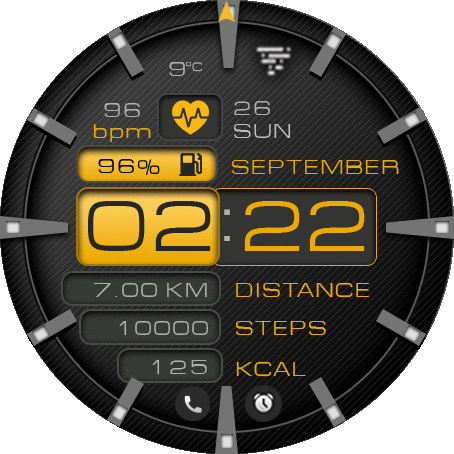 9°C
96
bpm
26
SUN
96%
SEPTEMBER
02:22
7.00 KM DISTANCE
10000 STEPS
125 KCAL